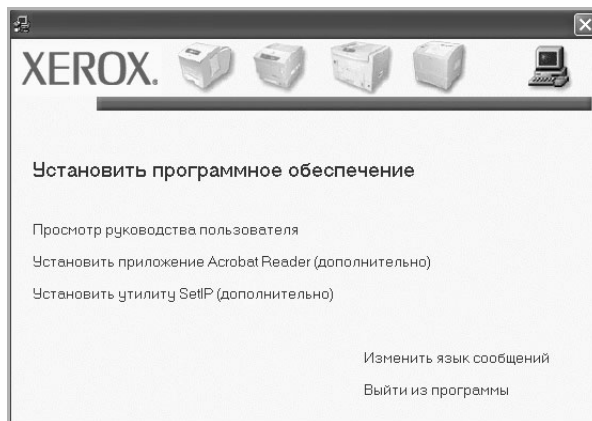 XEROX.
Установить программное обеспечение
Просмотр руководства пользователя
Установить приложение Acrobat Reader (дополнительно)
Установить утилиту SetIP (дополнительно)
Изменить язык сообщений
Выйти из программы